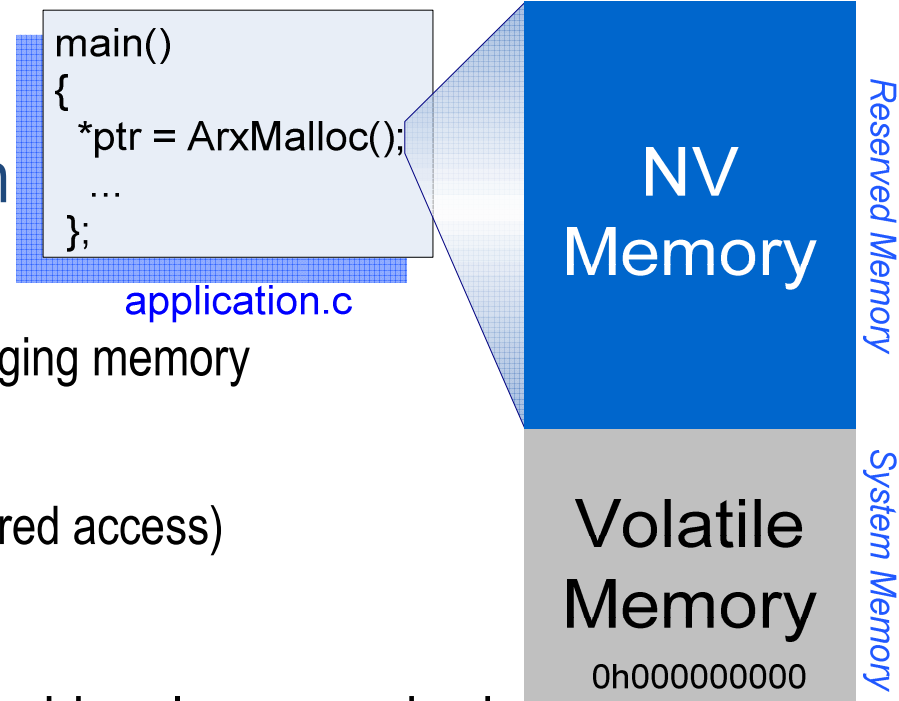 main()
{
*ptr = ArxMalloc();
...
};
application.c
ging memory
red access)
NV
Memory
Reserved Memory
Volatile
Memory
0h000000000
System Memory